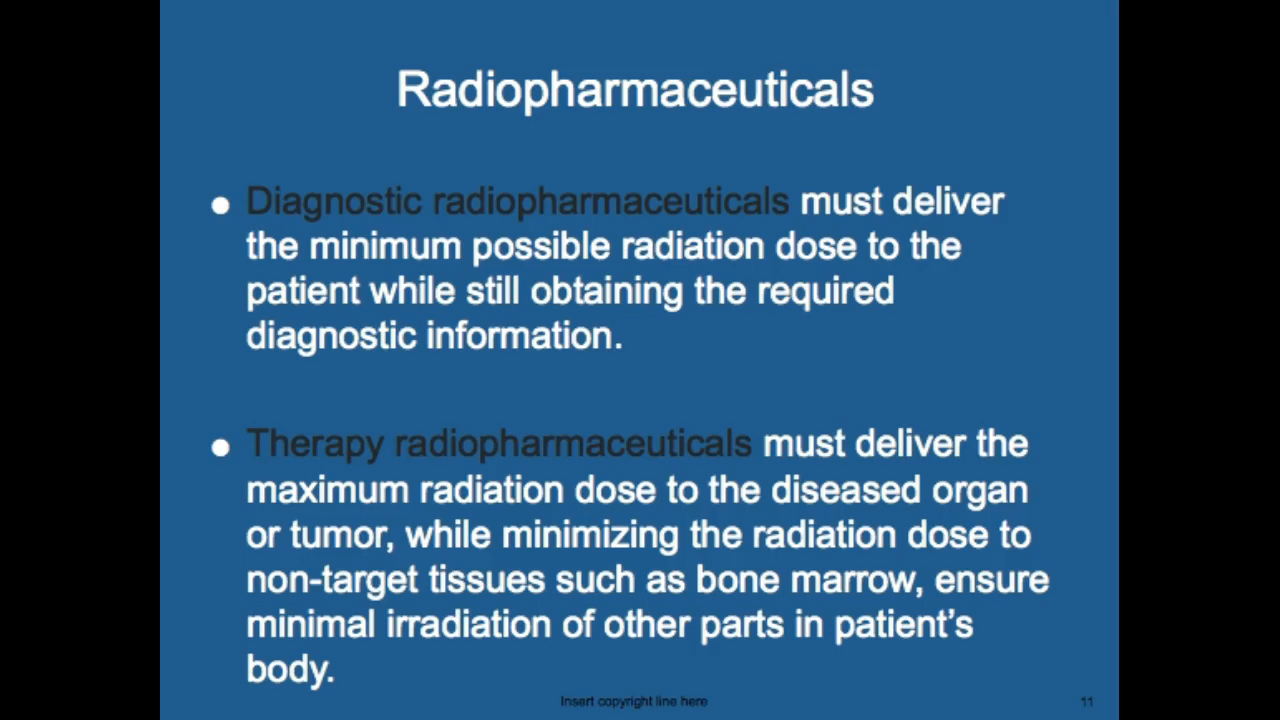 Radiopharmaceuticals
• Diagnostic radiopharmaceuticals must deliver
the minimum possible radiation dose to the
patient while still obtaining the required
diagnostic information.
• Therapy radiopharmaceuticals must deliver the
maximum radiation dose to the diseased organ
or tumor, while minimizing the radiation dose to
non-target tissues such as bone marrow, ensure
minimal irradiation of other parts in patient’s
body.
Insert copyright line here
11